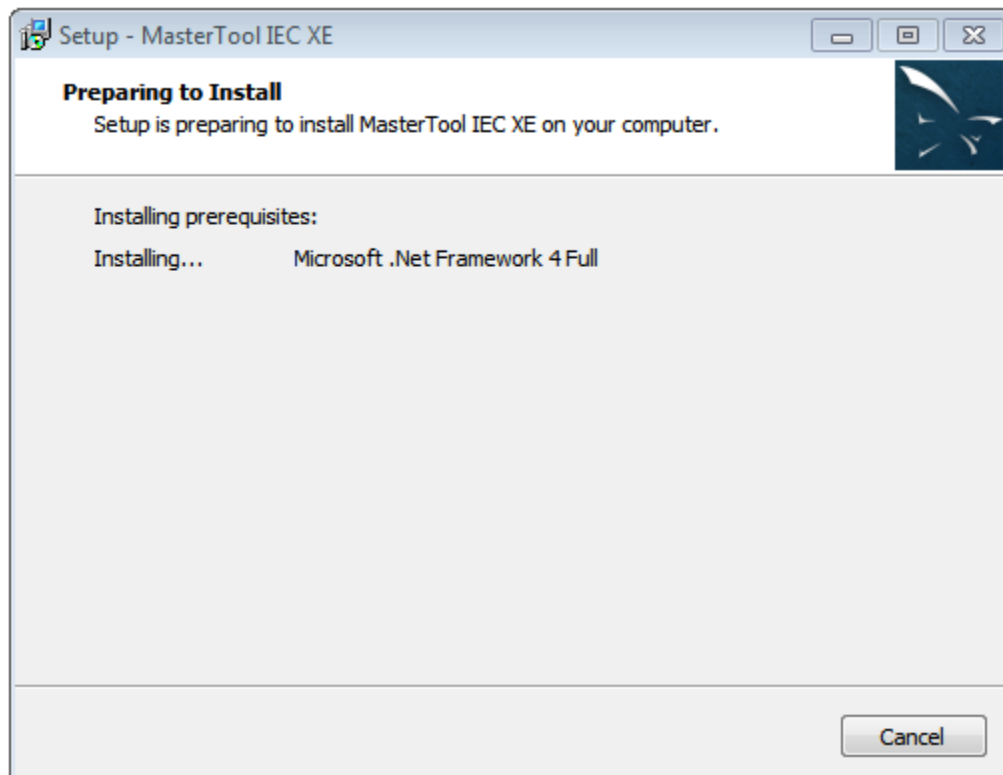 Setup - MasterTool IEC XE
Preparing to Install
Setup is preparing to install MasterTool IEC XE on your computer.
Installing prerequisites:
Installing... Microsoft .Net Framework 4 Full
Cancel